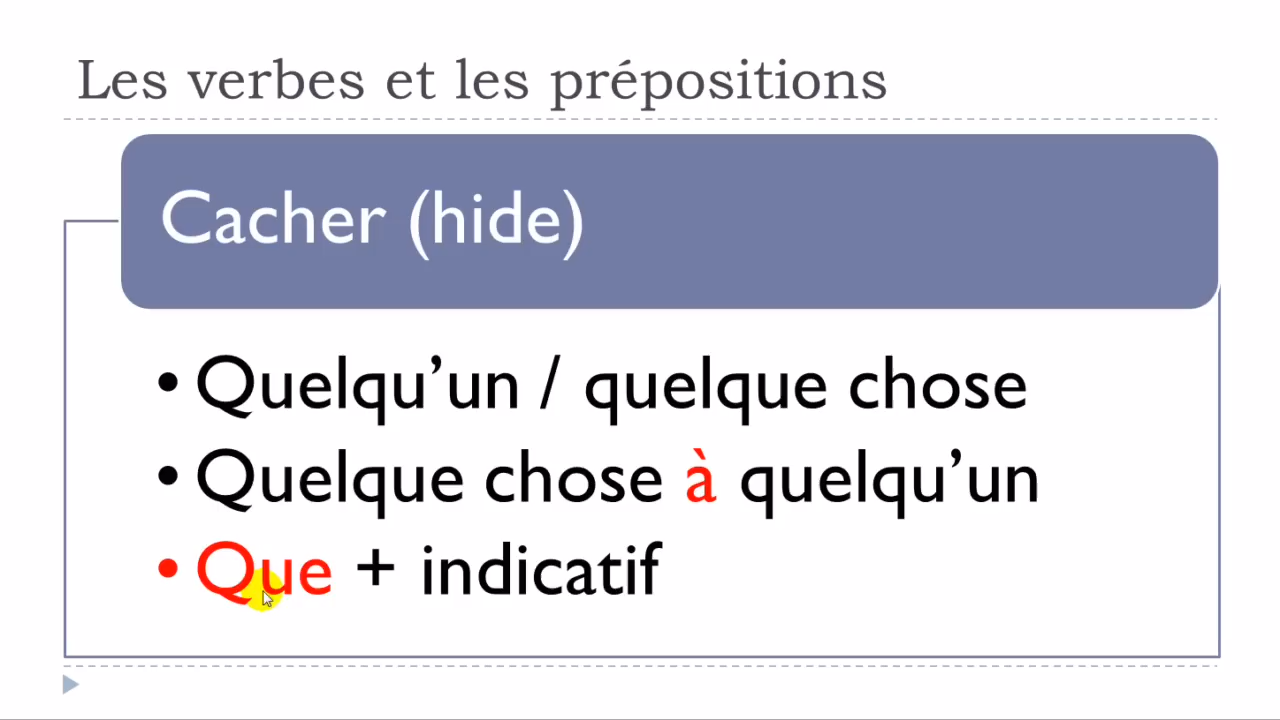 Les verbes et les prépositions
Cacher (hide)
• Quelqu’un / quelque chose
• Quelque chose à quelqu’un
• Que + indicatif